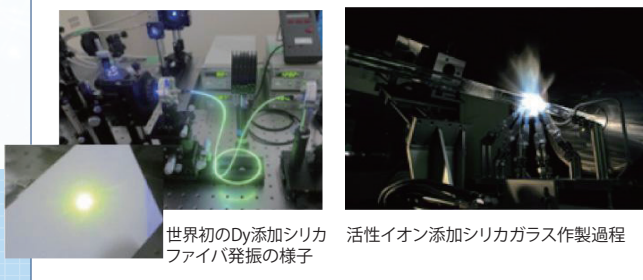 世界初のDy添加シリカ
ファイバ発振の様子
活性イオン添加シリカガラス作製過程